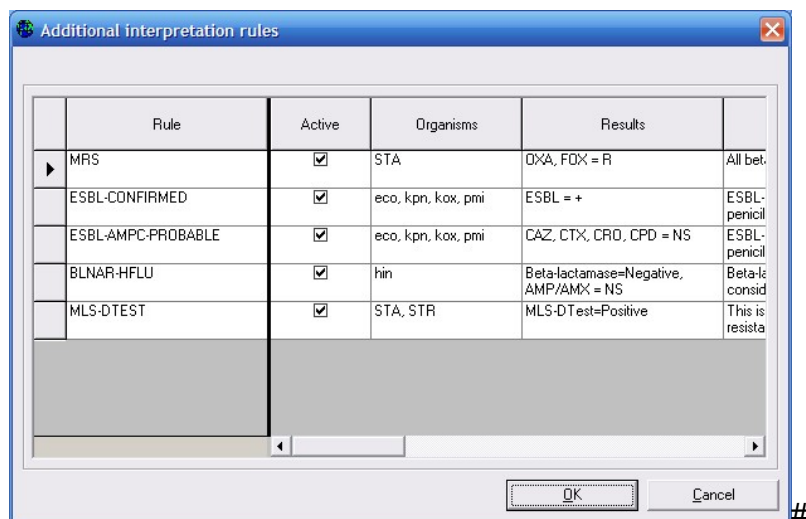 Additional interpretation rules
Rule Active Organisms Results
MRS STA OXA, FOX = R All bet
ESBL-CONFIRMED eco, kpn, kox, pmi ESBL = + ESBL-
penicil
ESBL-AMPC-PROBABLE eco, kpn, kox, pmi CAZ, CTX, CRO, CPD = NS ESBL-
penicil
BLNAR-HFLU hin Beta-lactamase=Negative, Beta-la
AMP/AMX = NS consid
MLS-DTEST STA, STR MLS-DTest=Positive This is
resista
OK Cancel
#